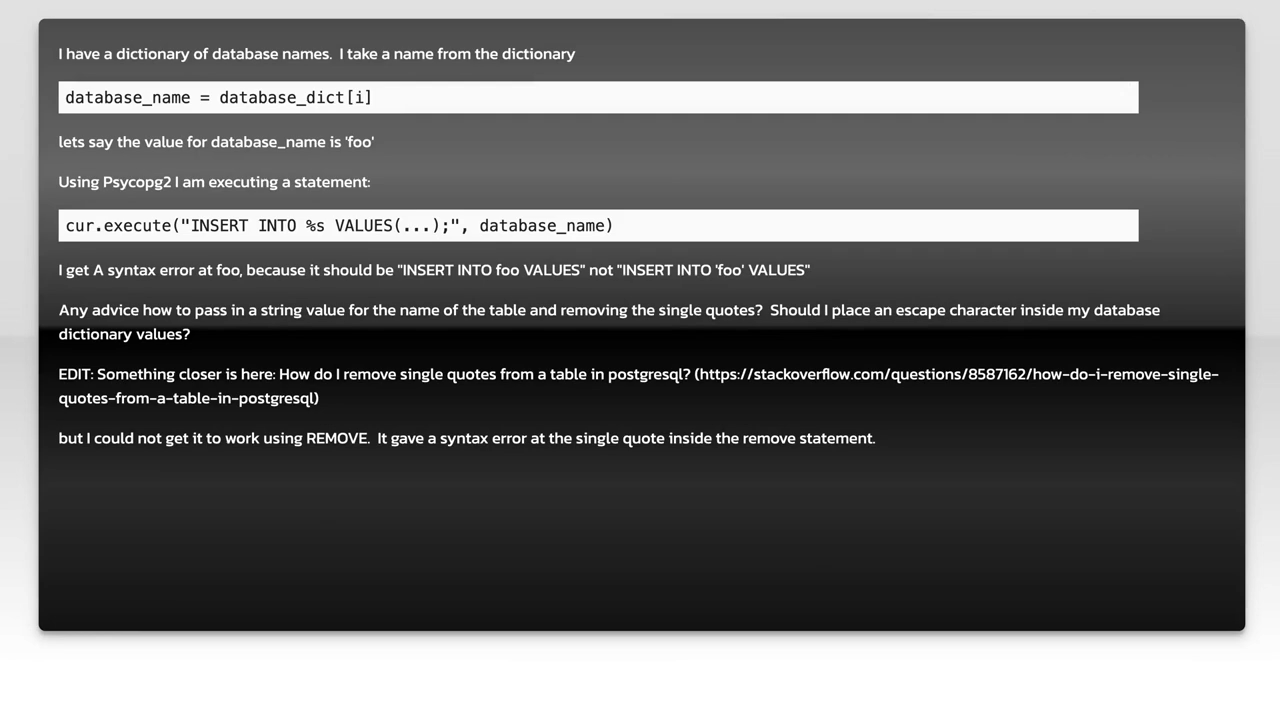 I have a dictionary of database names.  I take a name from the dictionary
database_name = database_dict[i]
lets say the value for database_name is 'foo'
Using Psycopg2 I am executing a statement:
cur.execute("INSERT INTO %s VALUES(...);", database_name)
I get A syntax error at foo, because it should be "INSERT INTO foo VALUES" not "INSERT INTO 'foo' VALUES"
Any advice how to pass in a string value for the name of the table and removing the single quotes?  Should I place an escape character inside my database
dictionary values?
EDIT: Something closer is here: How do I remove single quotes from a table in postgresql? (https://stackoverflow.com/questions/8587162/how-do-i-remove-single-
quotes-from-a-table-in-postgresql)
but I could not get it to work using REMOVE.  It gave a syntax error at the single quote inside the remove statement.